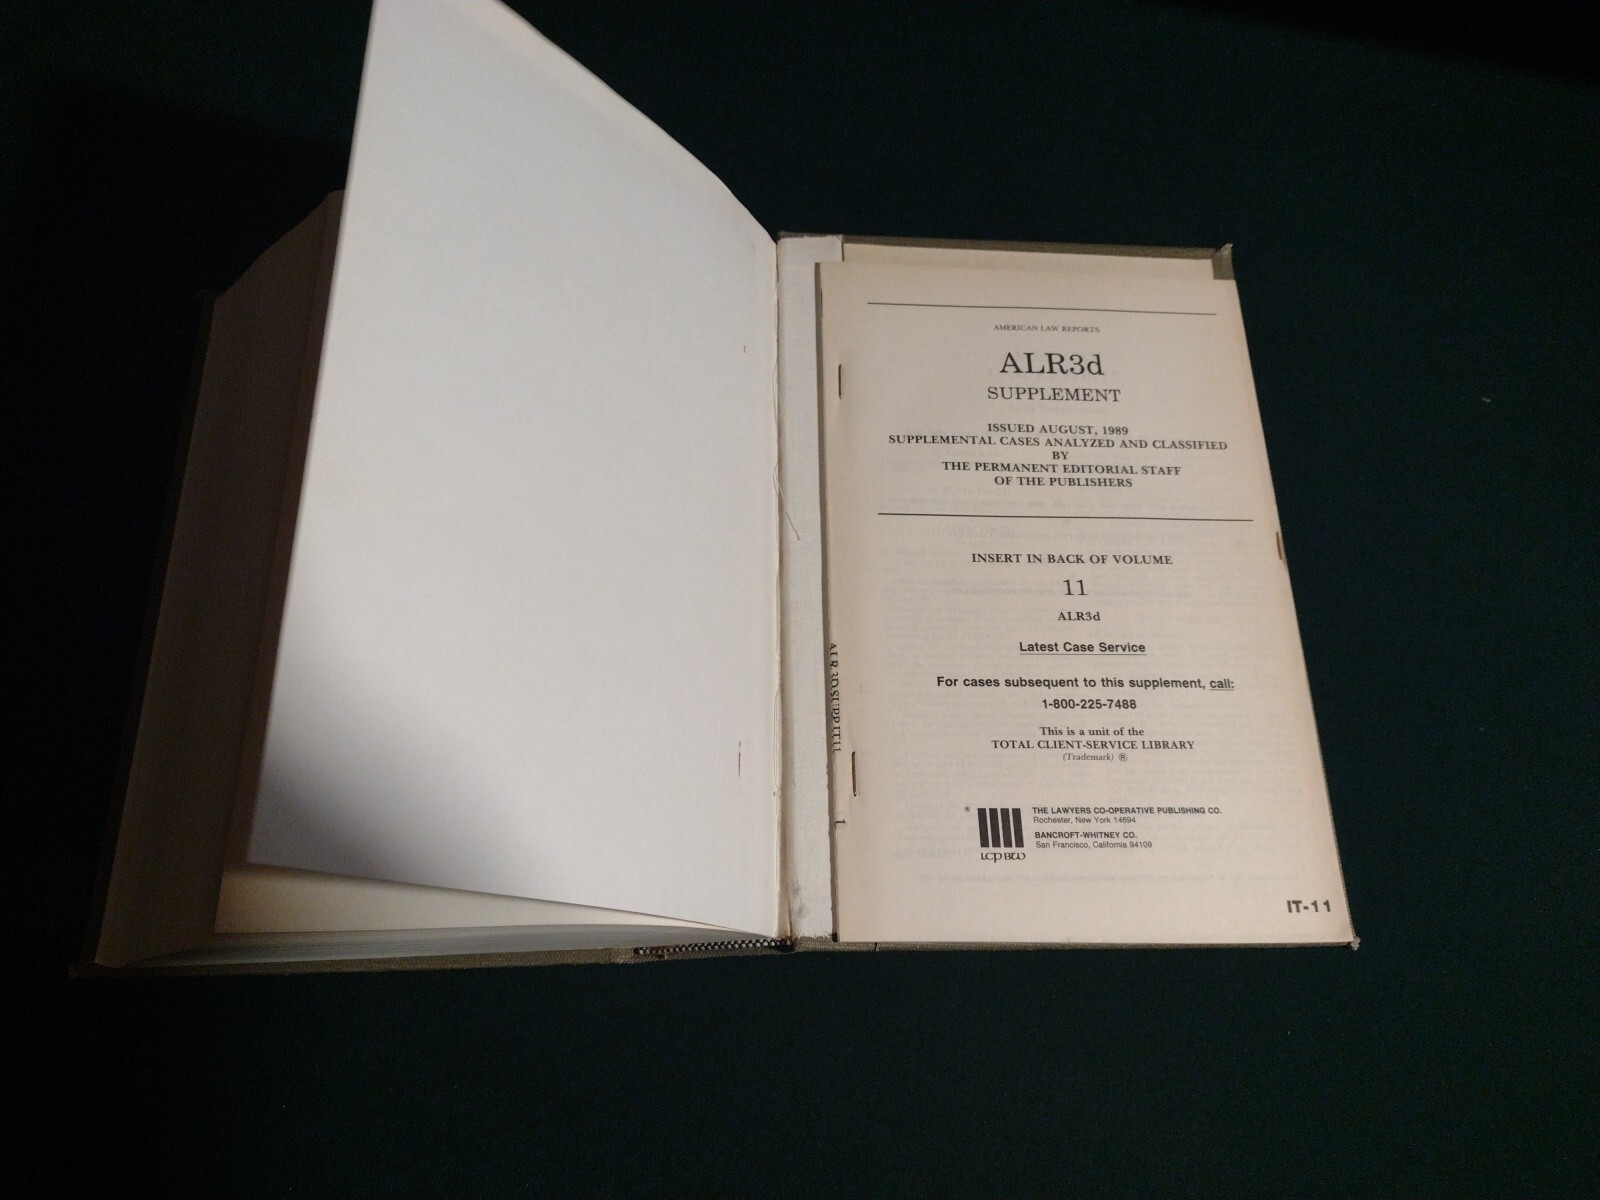 AMERICAN LAW REPORTS
ALR3d
SUPPLEMENT
ISSUED AUGUST, 1989
SUPPLEMENTAL CASES ANALYZED AND CLASSIFIED
BY
THE PERMANENT EDITORIAL STAFF
OF THE PUBLISHERS
INSERT IN BACK OF VOLUME
11
ALR3d
Latest Case Service
For cases subsequent to this supplement, call:
1-800-225-7488
This is a unit of the
TOTAL CLIENT-SERVICE LIBRARY
(Trademark) ®
® THE LAWYERS CO-OPERATIVE PUBLISHING CO.
Rochester, New York 14694
BANCROFT-WHITNEY CO.
San Francisco, California 94109
LCP BW
IT-11